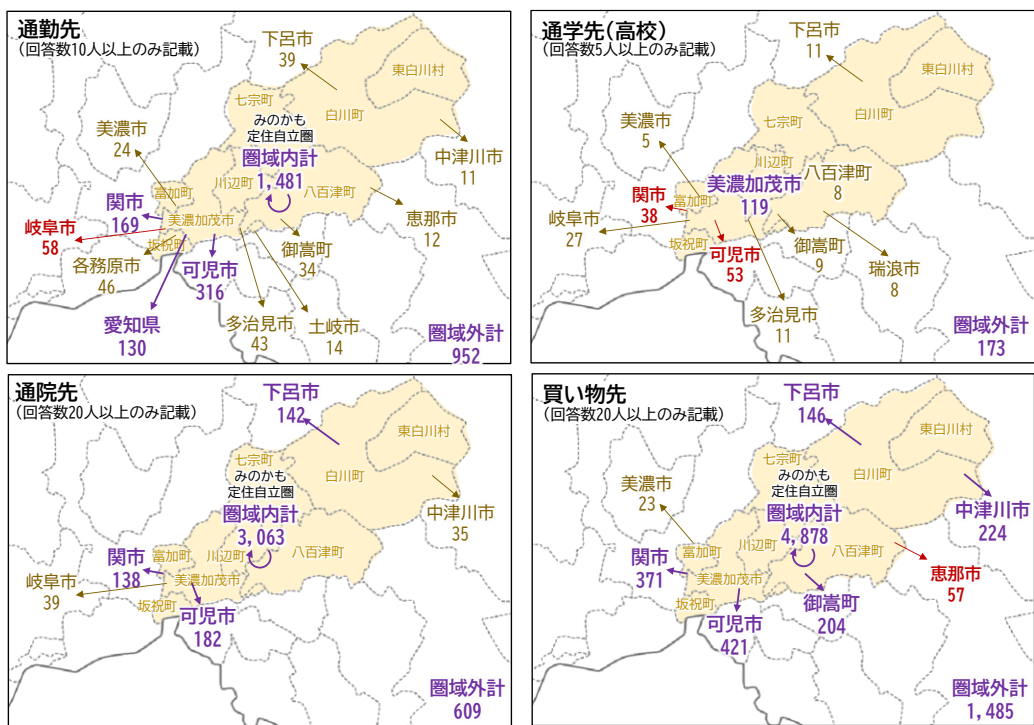 通勤先
(回答数10人以上のみ記載)
下呂市
39
東白川村
七宗町
白川町
みのかも
定住自立圏
美濃市
24
圏域内計
1,481
中津川市
11
川辺町
八百津町
富加町
関市
169
美濃加茂市
恵那市
12
岐阜市
58
坂祝町
御嵩町
34
各務原市
46
可児市
316
愛知県
130
多治見市
43
土岐市
14
圏域外計
952
通学先(高校)
(回答数5人以上のみ記載)
下呂市
11
東白川村
白川町
七宗町
美濃市
5
川辺町
八百津町
8
美濃加茂市
119
関市
38
富加町
岐阜市
27
坂祝町
可児市
53
御嵩町
9
瑞浪市
8
多治見市
11
圏域外計
173
通院先
(回答数20人以上のみ記載)
下呂市
142
東白川村
七宗町
白川町
みのかも
定住自立圏
圏域内計
3,063
中津川市
35
富加町
川辺町
八百津町
関市
138
美濃加茂市
岐阜市
39
坂祝町
可児市
182
圏域外計
609
買い物先
(回答数20人以上のみ記載)
下呂市
146
東白川村
七宗町
白川町
みのかも
定住自立圏
美濃市
23
圏域内計
4,878
中津川市
224
富加町
川辺町
八百津町
関市
371
美濃加茂市
恵那市
57
坂祝町
御嵩町
204
可児市
421
圏域外計
1,485